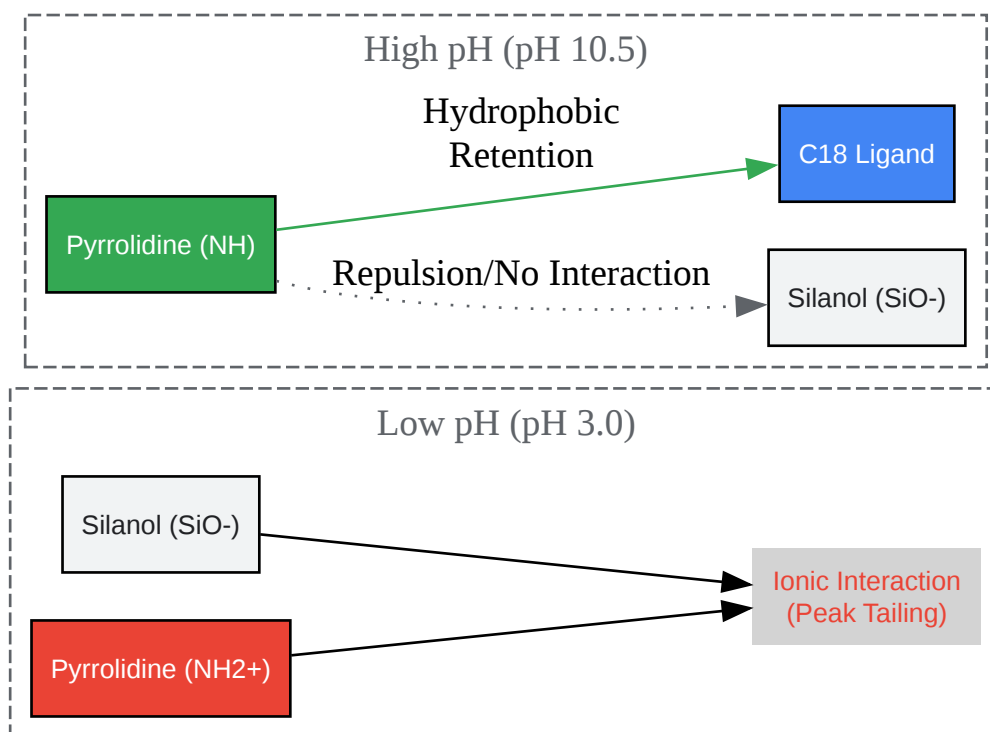 High pH (pH 10.5)
Hydrophobic
Retention
C18 Ligand
Pyrrolidine (NH)
Repulsion/No Interaction
Silanol (SiO-)
Low pH (pH 3.0)
Silanol (SiO-)
Ionic Interaction
(Peak Tailing)
Pyrrolidine (NH2+)